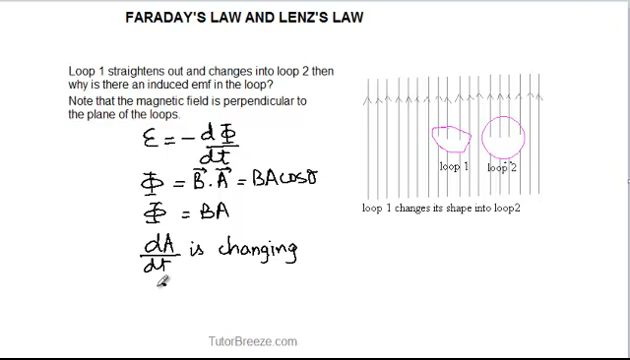 FARADAY'S LAW AND LENZ'S LAW
Loop 1 straightens out and changes into loop 2 then
why is there an induced emf in the loop?
Note that the magnetic field is perpendicular to
the plane of the loops.
ε = - dΦ/dt
Φ = B⃗ . A⃗ = BA cos θ
Φ = BA
dA/dt is changing
loop 1 loop 2
loop 1 changes its shape into loop2
TutorBreeze.com